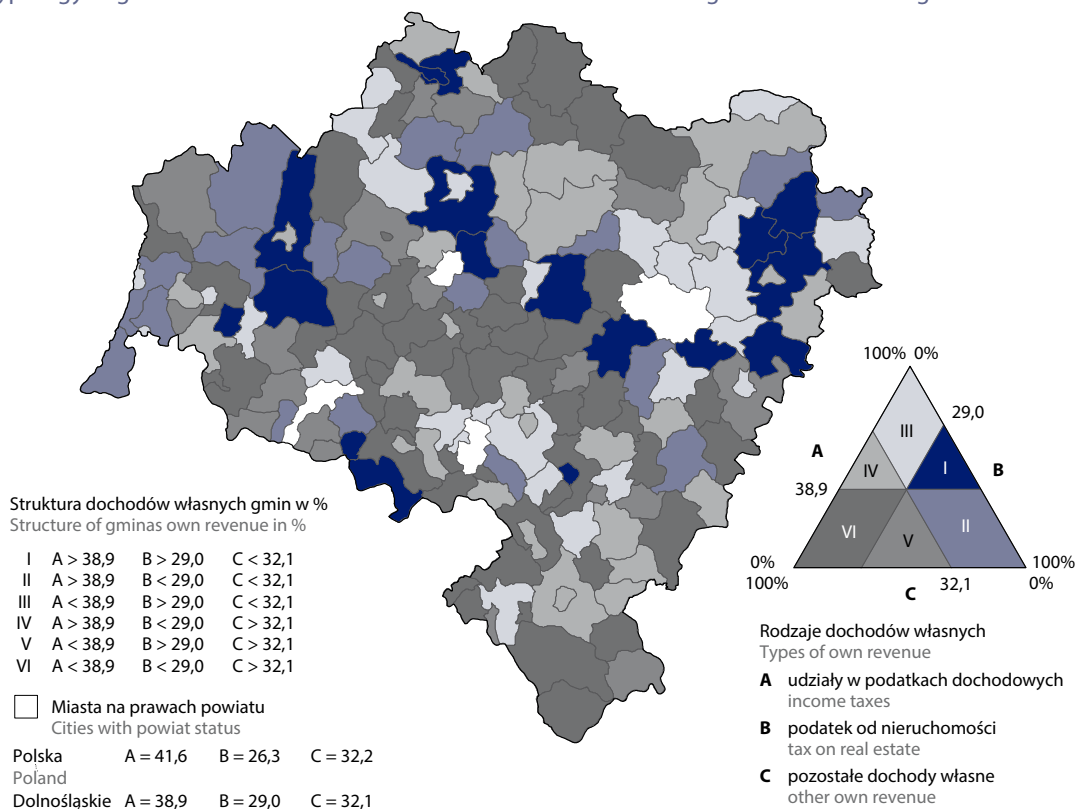 Struktura dochodów własnych gmin w %
Structure of gminas own revenue in %
I A > 38,9 B > 29,0 C < 32,1
II A > 38,9 B < 29,0 C < 32,1
III A < 38,9 B > 29,0 C < 32,1
IV A > 38,9 B < 29,0 C > 32,1
V A < 38,9 B > 29,0 C > 32,1
VI A < 38,9 B < 29,0 C > 32,1
Miasta na prawach powiatu
Cities with powiat status
Polska A = 41,6 B = 26,3 C = 32,2
Poland
Dolnośląskie A = 38,9 B = 29,0 C = 32,1
100% 0%
29,0
III
A
IV
I
B
38,9
VI
V
II
0%
100%
100%
0%
32,1
C
Rodzaje dochodów własnych
Types of own revenue
A udziały w podatkach dochodowych
income taxes
B podatek od nieruchomości
tax on real estate
C pozostałe dochody własne
other own revenue